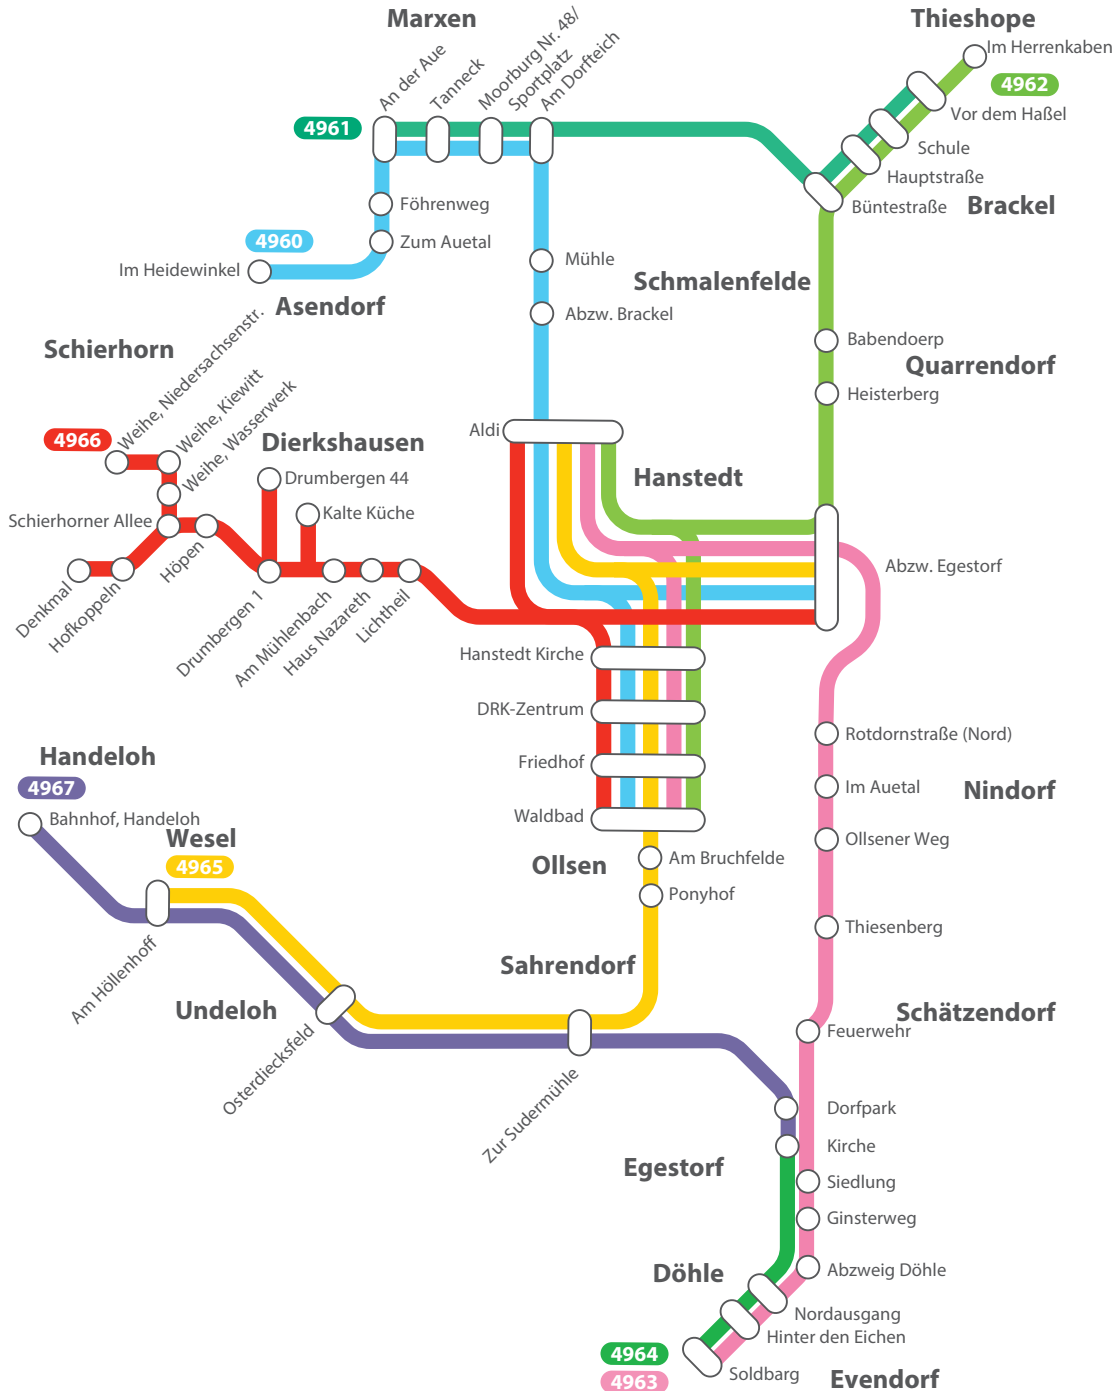 Marxen
Thieshope
An der Aue
Tanneck
Moorburg Nr. 48/
Sportplatz
Am Dorfteich
Im Herrenkaben
4962
Vor dem Haßel
4961
Schule
Hauptstraße
Büntestraße
Brackel
Föhrenweg
4960
Zum Auetal
Im Heidewinkel
Asendorf
Mühle
Schmalenfelde
Abzw. Brackel
Schierhorn
Babendoerp
Quarrendorf
Heisterberg
4966
Weihe, Niedersachsenstr.
Weihe, Kiewitt
Weihe, Wasserwerk
Dierkshausen
Aldi
Hanstedt
Drumbergen 44
Kalte Küche
Schierhorner Allee
Höpen
Denkmal
Hofkoppeln
Drumbergen 1
Am Mühlenbach
Haus Nazareth
Lichtheil
Abzw. Egestorf
Hanstedt Kirche
DRK-Zentrum
Friedhof
Waldbad
Rotdornstraße (Nord)
Im Auetal
Nindorf
Ollsener Weg
Handeloh
4967
Bahnhof, Handeloh
Wesel
4965
Ollsen
Am Bruchfelde
Ponyhof
Thiesenberg
Am Höllenhoff
Sahrendorf
Undeloh
Schätzendorf
Osterdiecksfeld
Feuerwehr
Zur Sudermühle
Dorfpark
Kirche
Egestorf
Siedlung
Ginsterweg
Döhle
Abzweig Döhle
Nordausgang
Hinter den Eichen
4964
Soldbarg
4963
Evendorf